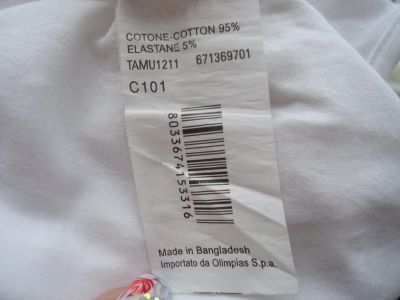 COTONE-COTTON 95%
ELASTANE 5%
TAMU1211 671369701
C101
8033674153316
Made in Bangladesh
Importato da Olimpias S.p.a.